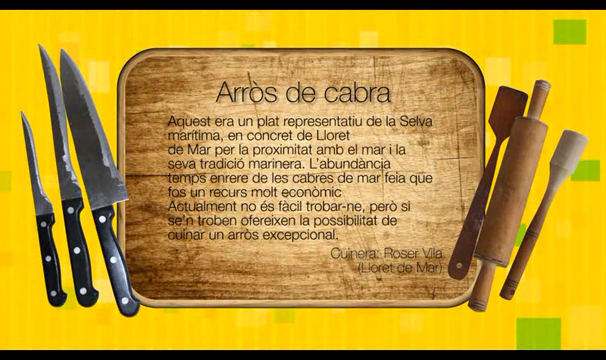 Arròs de cabra
Aquest era un plat representatiu de la Selva
marítima, en concret de Lloret
de Mar per la proximitat amb el mar i la
seva tradició marinera. L'abundància
temps enrere de les cabres de mar feia que
fos un recurs molt econòmic
Actualment no és fàcil trobar-ne, però si
se'n troben ofereixen la possibilitat de
cuinar un arròs excepcional.
Cuinera: Roser Vila
(Lloret de Mar)